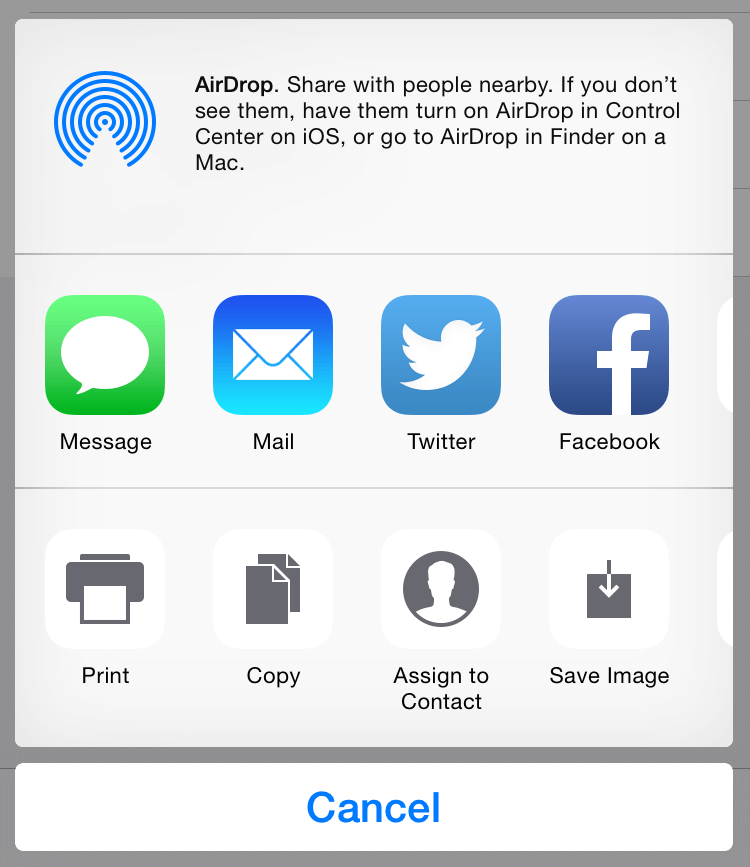 AirDrop. Share with people nearby. If you don’t
see them, have them turn on AirDrop in Control
Center on iOS, or go to AirDrop in Finder on a
Mac.
Message
Mail
Twitter
Facebook
Print
Copy
Assign to
Contact
Save Image
Cancel